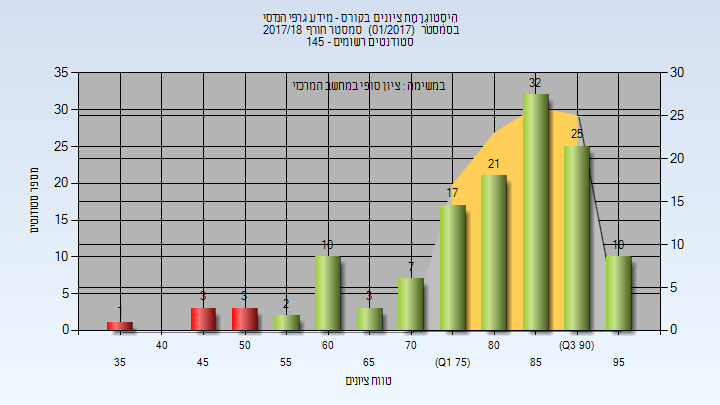 היסטוגרמת ציונים בקורס - מידע גרפי הנדסי
בסמסטר (01/2017) סמסטר חורף 2017/18
סטודנטים רשומים - 145
במשימה : ציון סופי במחשב המרכזי
מספר סטודנטים
35 30 25 20 15 10 5 0
30 25 20 15 10 5 0
1 3 3 2 10 3 7 17 21 32 25 10
40 50 60 70 80 (Q3 90)
35 45 55 65 (Q1 75) 85 95
טווח ציונים